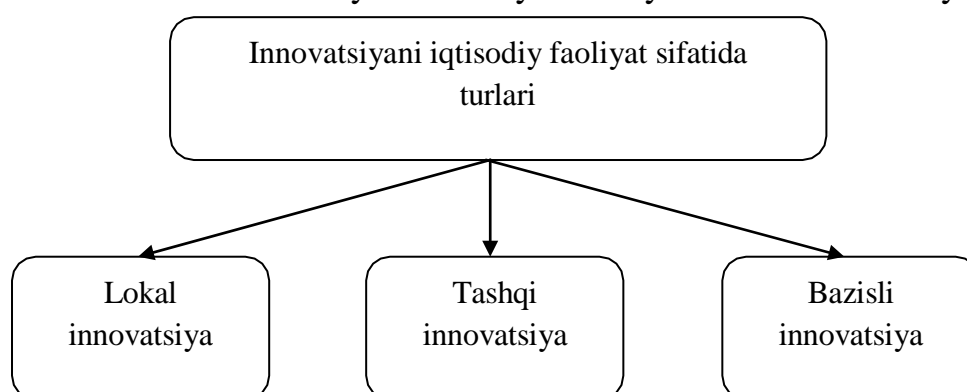 Innovatsiyani iqtisodiy faoliyat sifatida
turlari
Lokal
innovatsiya
Tashqi
innovatsiya
Bazisli
innovatsiya